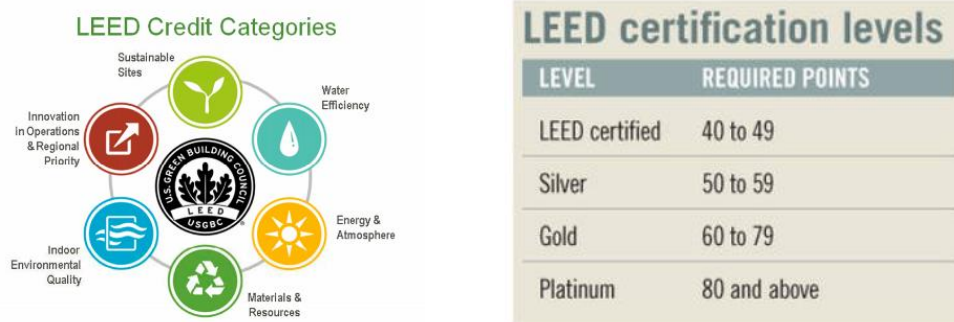 LEED Credit Categories
Sustainable
Sites
Water
Efficiency
Innovation
in Operations
& Regional
Priority
U.S. GREEN BUILDING COUNCIL
LEED
USGBC
®
Energy &
Atmosphere
Indoor
Environmental
Quality
Materials &
Resources
LEED certification levels
LEVEL REQUIRED POINTS
LEED certified 40 to 49
Silver 50 to 59
Gold 60 to 79
Platinum 80 and above